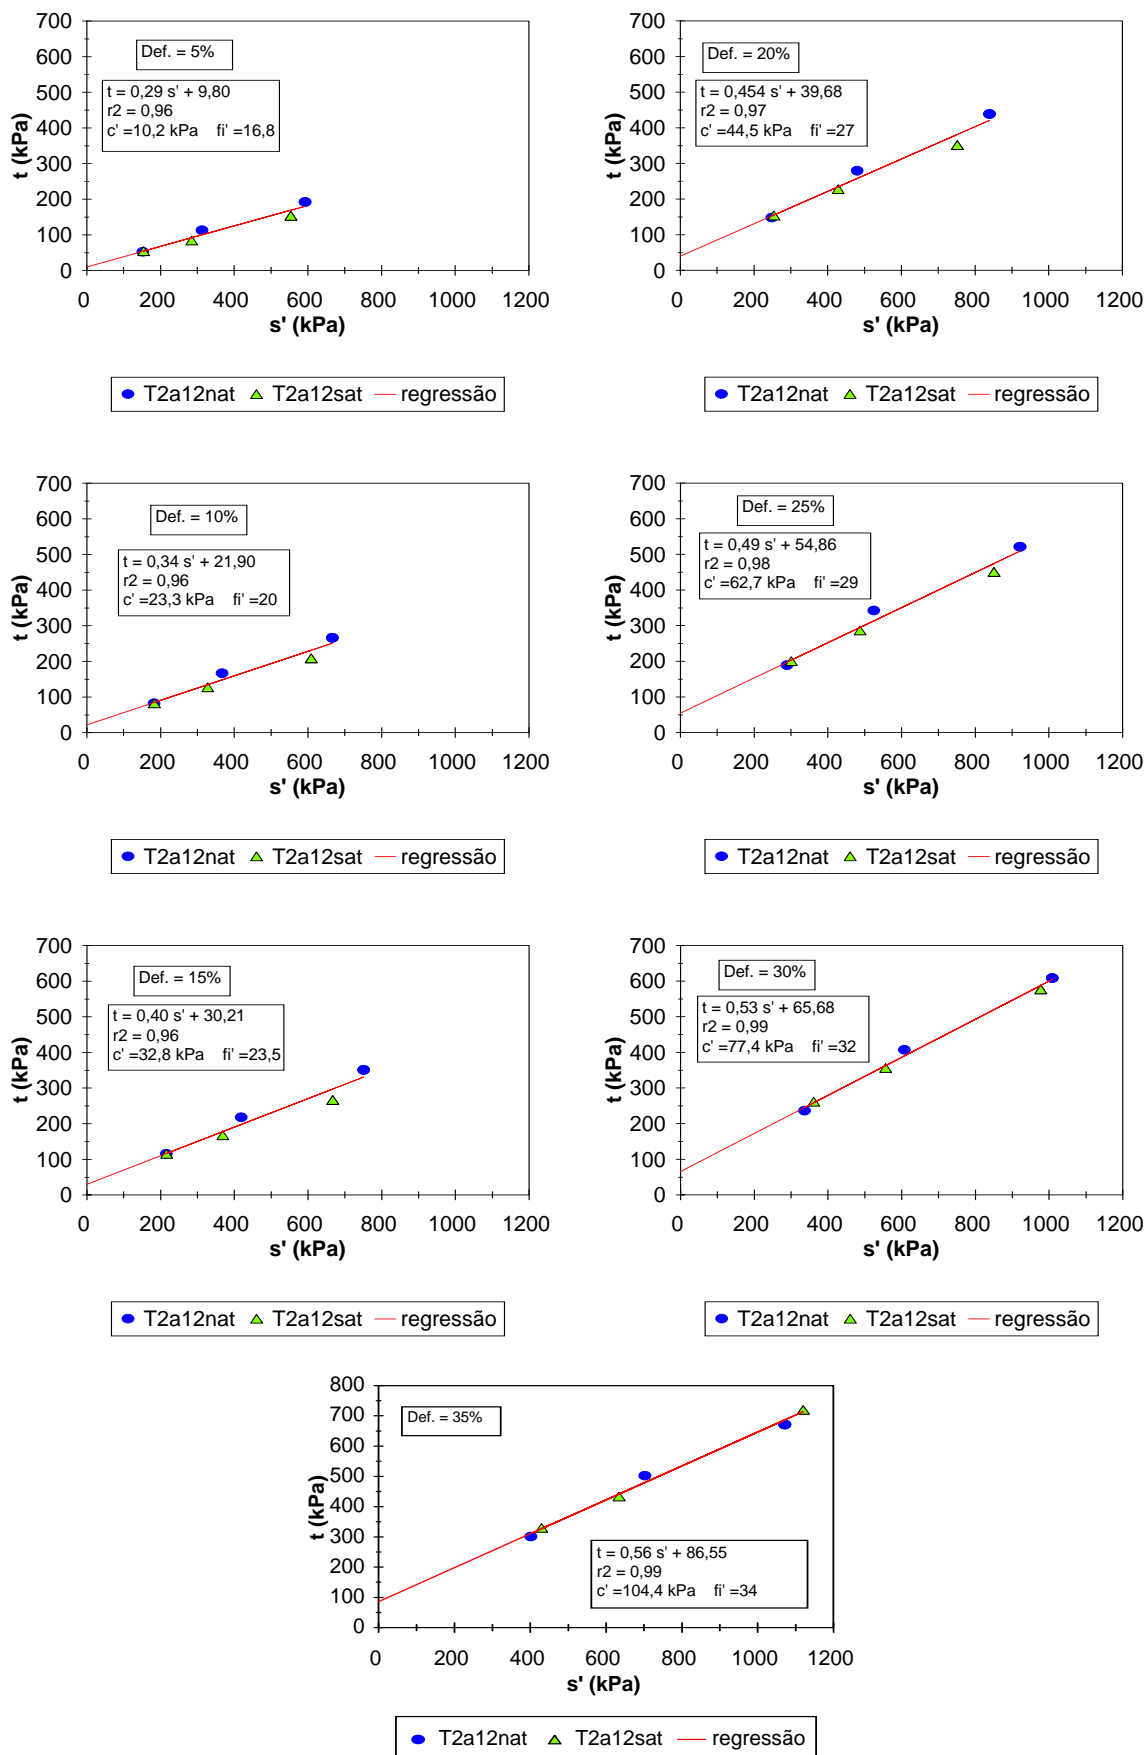 700
600
500
400
300
200
100
0
t (kPa)
Def. = 5%
t = 0,29 s' + 9,80
r2 = 0,96
c' =10,2 kPa fi' =16,8
0 200 400 600 800 1000 1200
s' (kPa)
T2a12nat T2a12sat regressão
700
600
500
400
300
200
100
0
t (kPa)
Def. = 20%
t = 0,454 s' + 39,68
r2 = 0,97
c' =44,5 kPa fi' = 27
0 200 400 600 800 1000 1200
s' (kPa)
T2a12nat T2a12sat regressão
700
600
500
400
300
200
100
0
t (kPa)
Def. = 10%
t = 0,34 s' + 21,90
r2 = 0,96
c' =23,3 kPa fi' =20
0 200 400 600 800 1000 1200
s' (kPa)
T2a12nat T2a12sat regressão
700
600
500
400
300
200
100
0
t (kPa)
Def. = 25%
t = 0,49 s' + 54,86
r2 = 0,98
c' =62,7 kPa fi' = 29
0 200 400 600 800 1000 1200
s' (kPa)
T2a12nat T2a12sat regressão
700
600
500
400
300
200
100
0
t (kPa)
Def. = 15%
t = 0,40 s' + 30,21
r2 = 0,96
c' =32,8 kPa fi' =23,5
0 200 400 600 800 1000 1200
s' (kPa)
T2a12nat T2a12sat regressão
700
600
500
400
300
200
100
0
t (kPa)
Def. = 30%
t = 0,53 s' + 65,68
r2 = 0,99
c' =77,4 kPa fi' = 32
0 200 400 600 800 1000 1200
s' (kPa)
T2a12nat T2a12sat regressão
800
700
600
500
400
300
200
100
0
t (kPa)
Def. = 35%
t = 0,56 s' + 86,55
r2 = 0,99
c' =104,4 kPa fi' = 34
0 200 400 600 800 1000 1200
s' (kPa)
T2a12nat T2a12sat regressão